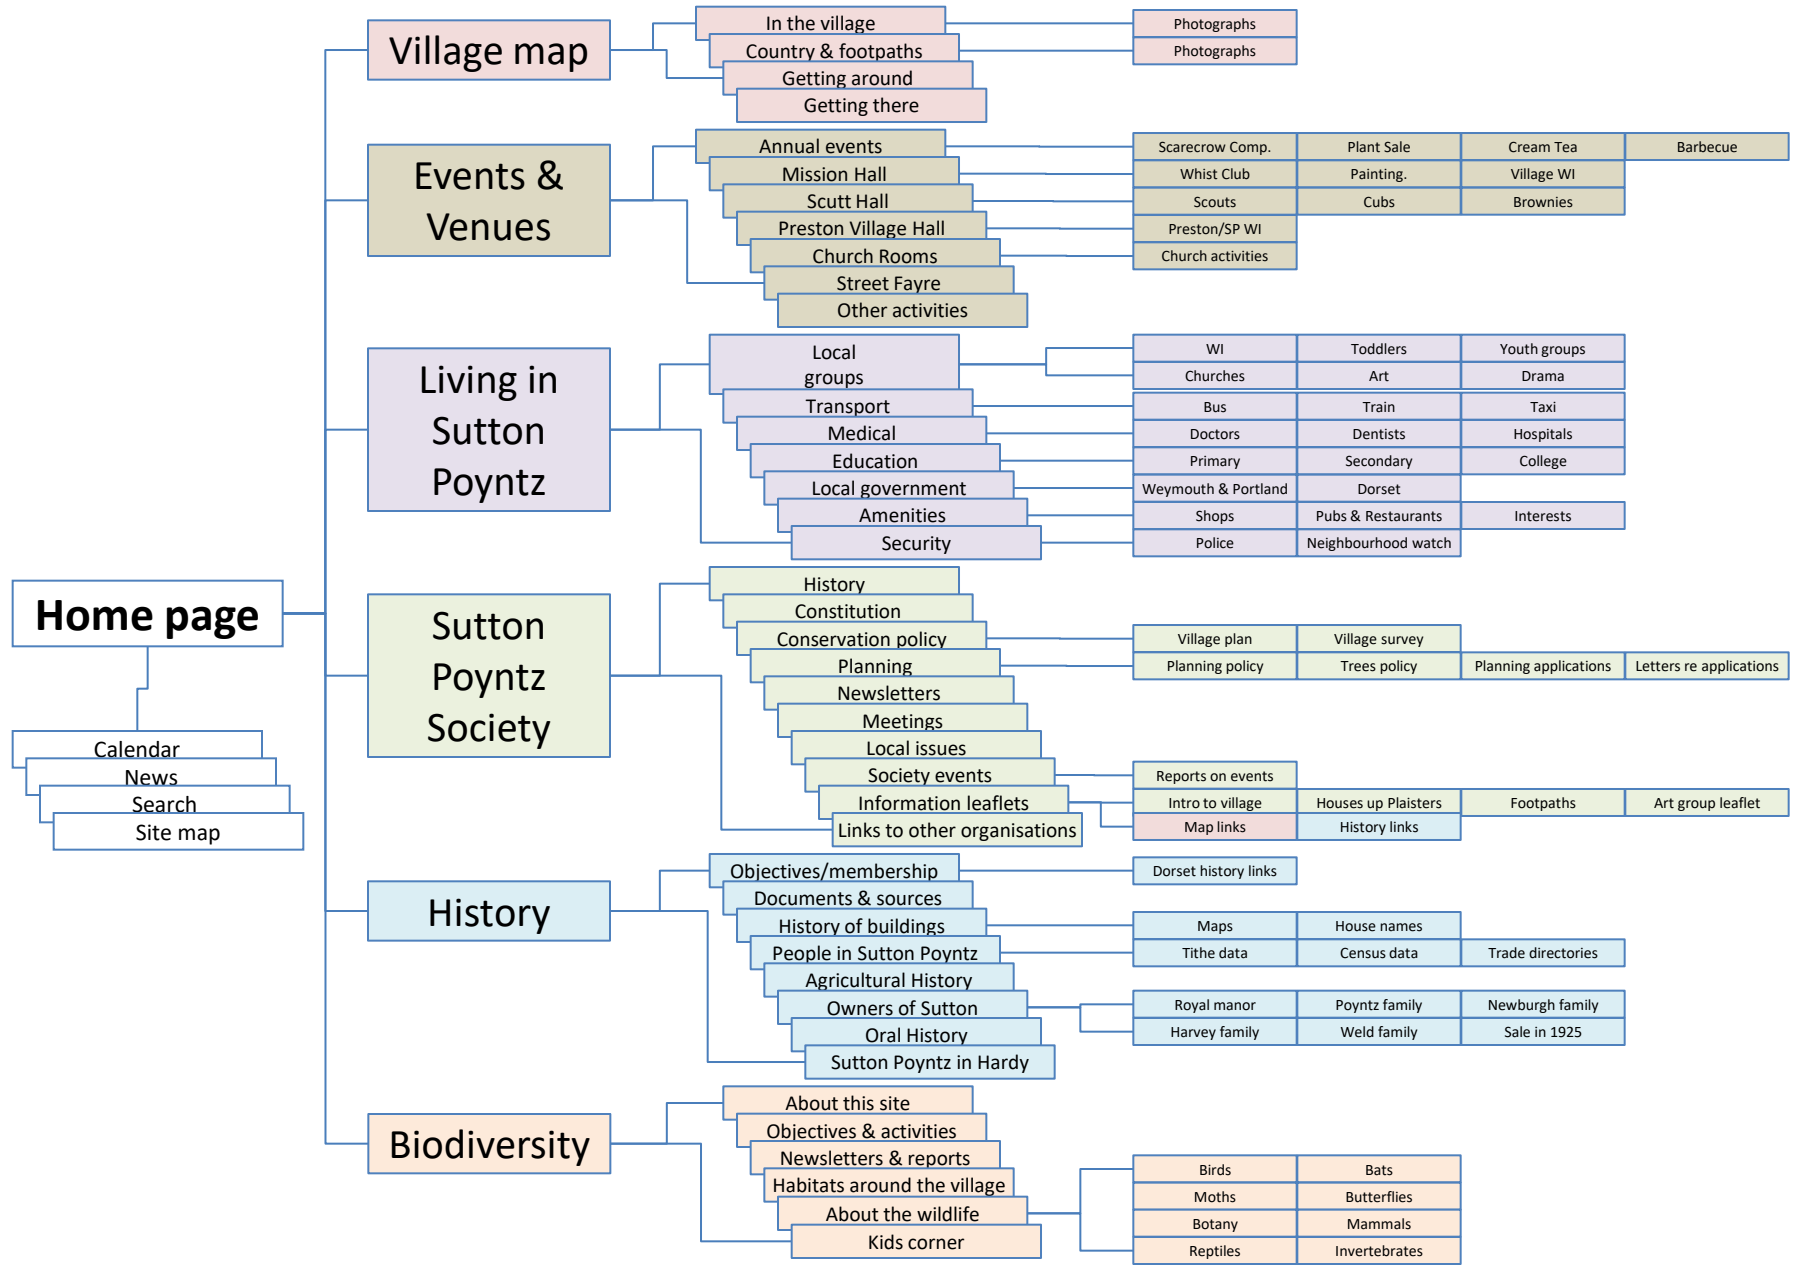 Home page
Calendar
News
Search
Site map
Village map
In the village
Photographs
Country & footpaths
Photographs
Getting around
Getting there
Events &
Venues
Annual events
Scarecrow Comp.
Plant Sale
Cream Tea
Barbecue
Mission Hall
Whist Club
Painting.
Village WI
Scutt Hall
Scouts
Cubs
Brownies
Preston Village Hall
Preston/SP WI
Church Rooms
Church activities
Street Fayre
Other activities
Living in
Sutton
Poyntz
Local
groups
WI
Toddlers
Youth groups
Churches
Art
Drama
Transport
Bus
Train
Taxi
Medical
Doctors
Dentists
Hospitals
Education
Primary
Secondary
College
Local government
Weymouth & Portland
Dorset
Amenities
Shops
Pubs & Restaurants
Interests
Security
Police
Neighbourhood watch
Sutton
Poyntz
Society
History
Constitution
Conservation policy
Village plan
Village survey
Planning
Planning policy
Trees policy
Planning applications
Letters re applications
Newsletters
Meetings
Local issues
Society events
Reports on events
Information leaflets
Intro to village
Houses up Plaisters
Footpaths
Art group leaflet
Map links
History links
Links to other organisations
History
Objectives/membership
Dorset history links
Documents & sources
History of buildings
Maps
House names
People in Sutton Poyntz
Tithe data
Census data
Trade directories
Agricultural History
Owners of Sutton
Royal manor
Poyntz family
Newburgh family
Harvey family
Weld family
Sale in 1925
Oral History
Sutton Poyntz in Hardy
Biodiversity
About this site
Objectives & activities
Newsletters & reports
Habitats around the village
About the wildlife
Birds
Bats
Moths
Butterflies
Botany
Mammals
Reptiles
Invertebrates
Kids corner